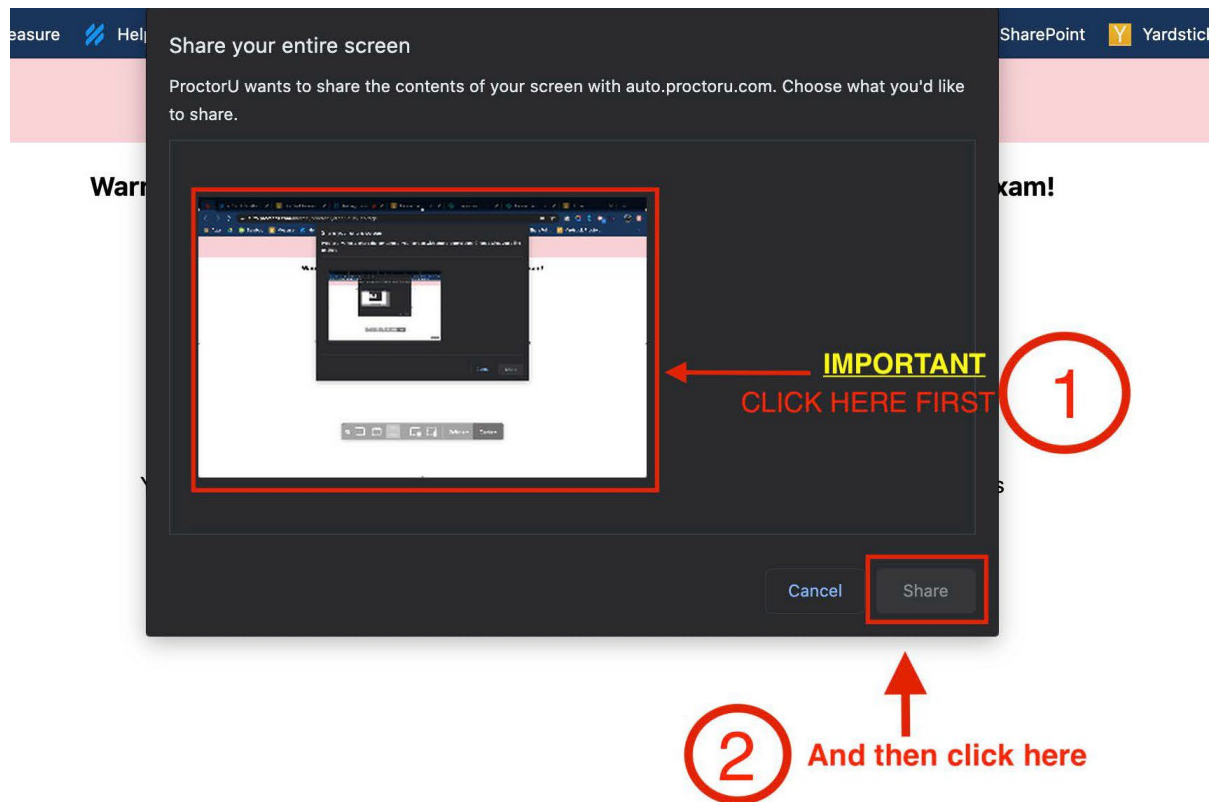 easure Help SharePoint Y Yardstick
Share your entire screen
ProctorU wants to share the contents of your screen with auto.proctoru.com. Choose what you'd like
to share.
IMPORTANT
CLICK HERE FIRST
1
Cancel Share
2 And then click here